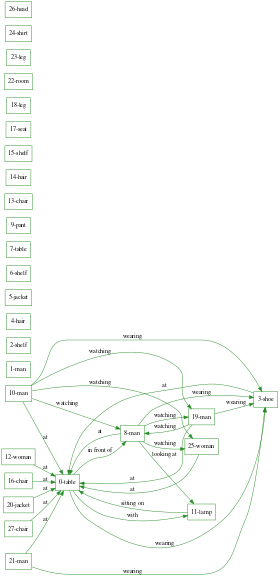 26-head
24-shirt
23-leg
22-room
18-leg
17-seat
15-shelf
14-hair
13-chair
9-pant
7-table
6-shelf
5-jacket
4-hair
2-shelf
1-man
10-man
wearing
watching
watching
watching
at
at
wearing
3-shoe
wearing
watching
19-man
watching
8-man
at
in front of
watching
25-woman
looking at
12-woman
at
16-chair
at
0-table
at
at
20-jacket
at
sitting on
11-lamp
with
27-chair
at
21-man
wearing
wearing